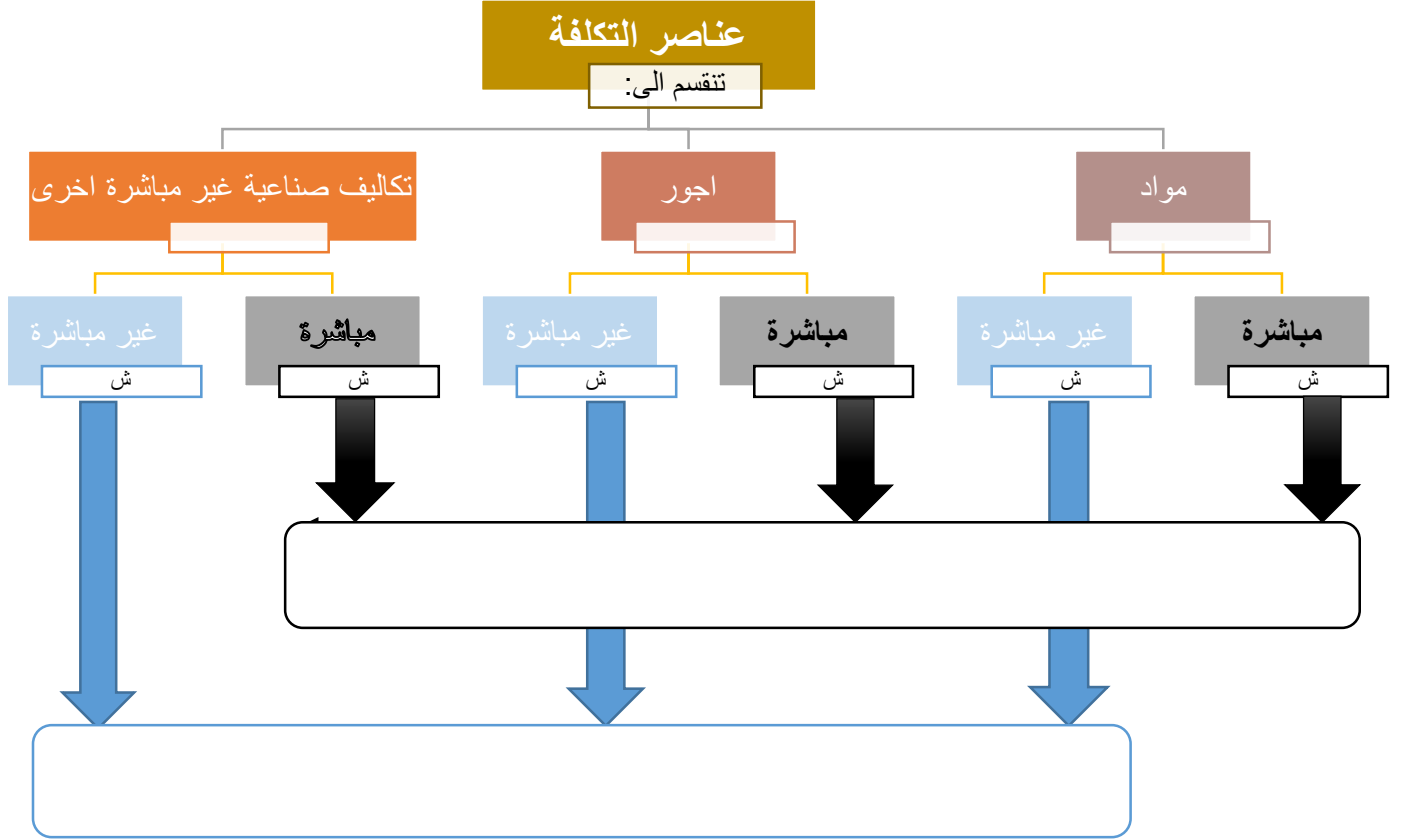 عناصر التكلفة
تنقسم الى:
مواد
اجور
تكاليف صناعية غير مباشرة اخرى
مباشرة
غير مباشرة
مباشرة
غير مباشرة
مباشرة
غير مباشرة
ش
ش
ش
ش
ش
ش